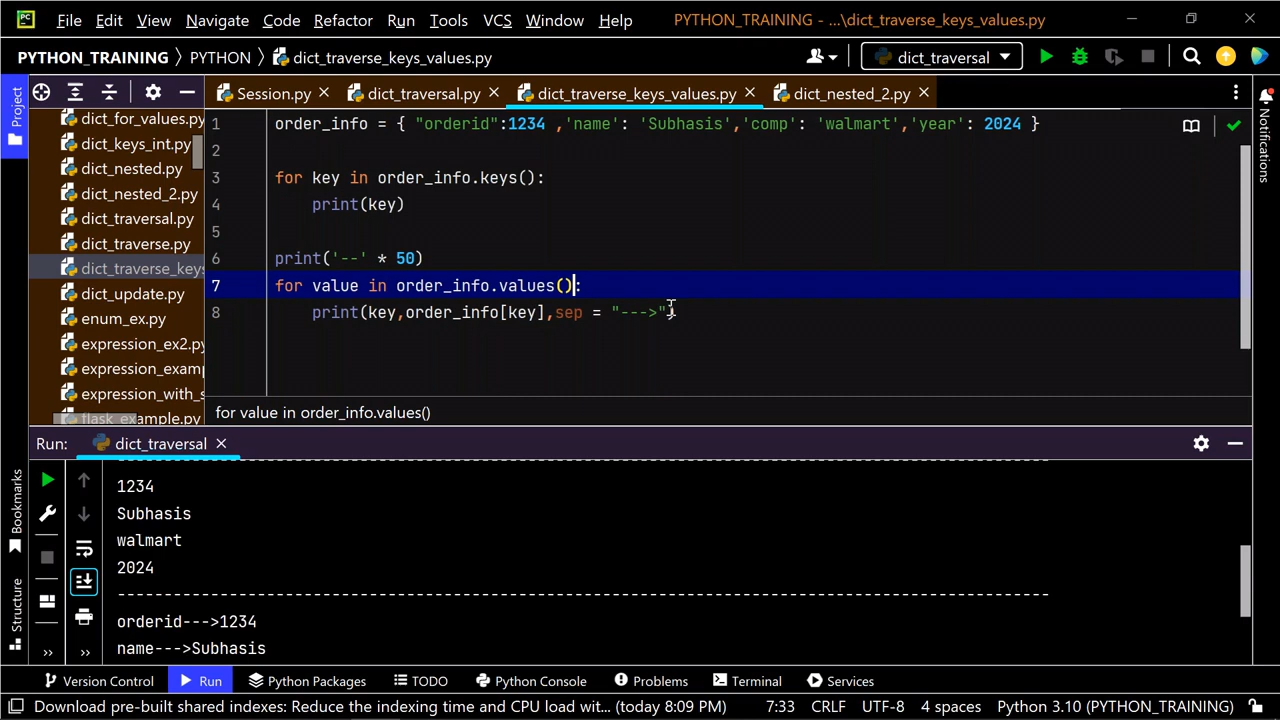 File Edit View Navigate Code Refactor Run Tools VCS Window Help PYTHON_TRAINING - ...\dict_traverse_keys_values.py
PYTHON_TRAINING PYTHON dict_traverse_keys_values.py dict_traversal
Project
Session.py dict_traversal.py dict_traverse_keys_values.py dict_nested_2.py
Notifications
dict_for_values.py
dict_keys_int.py
dict_nested.py
dict_nested_2.py
dict_traversal.py
dict_traverse.py
dict_traverse_keys
dict_update.py
enum_ex.py
expression_ex2.py
expression_exam
expression_with_s
flask_example.py
1 order_info = { "orderid":1234 ,'name': 'Subhasis','comp': 'walmart','year': 2024 }
2
3 for key in order_info.keys():
4 print(key)
5
6 print('--' * 50)
7 for value in order_info.values():
8 print(key,order_info[key],sep = "--->")
for value in order_info.values()
Run: dict_traversal
Bookmarks
Structure
1234
Subhasis
walmart
2024
----------------------------------------------------------------------------------------------------
orderid--->1234
name--->Subhasis
Version Control Run Python Packages TODO Python Console Problems Terminal Services
Download pre-built shared indexes: Reduce the indexing time and CPU load wit... (today 8:09 PM) 7:33 CRLF UTF-8 4 spaces Python 3.10 (PYTHON_TRAINING)